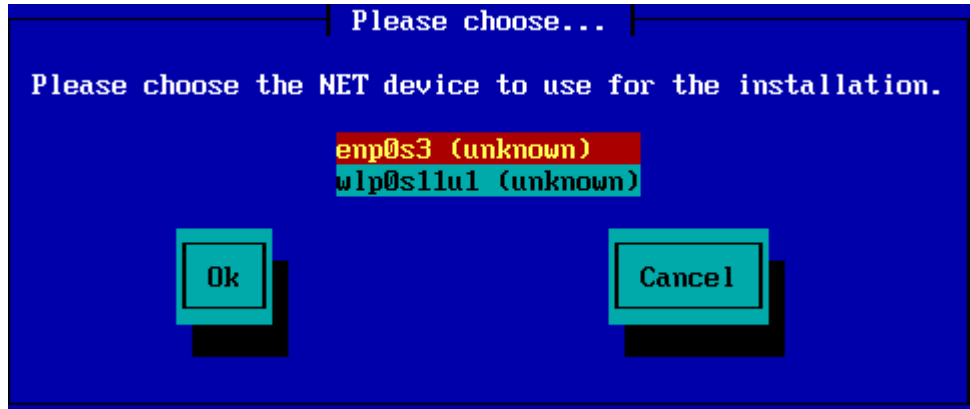 Please choose...
Please choose the NET device to use for the installation.
enp0s3 (unknown)
wlp0s11u1 (unknown)
Ok
Cancel